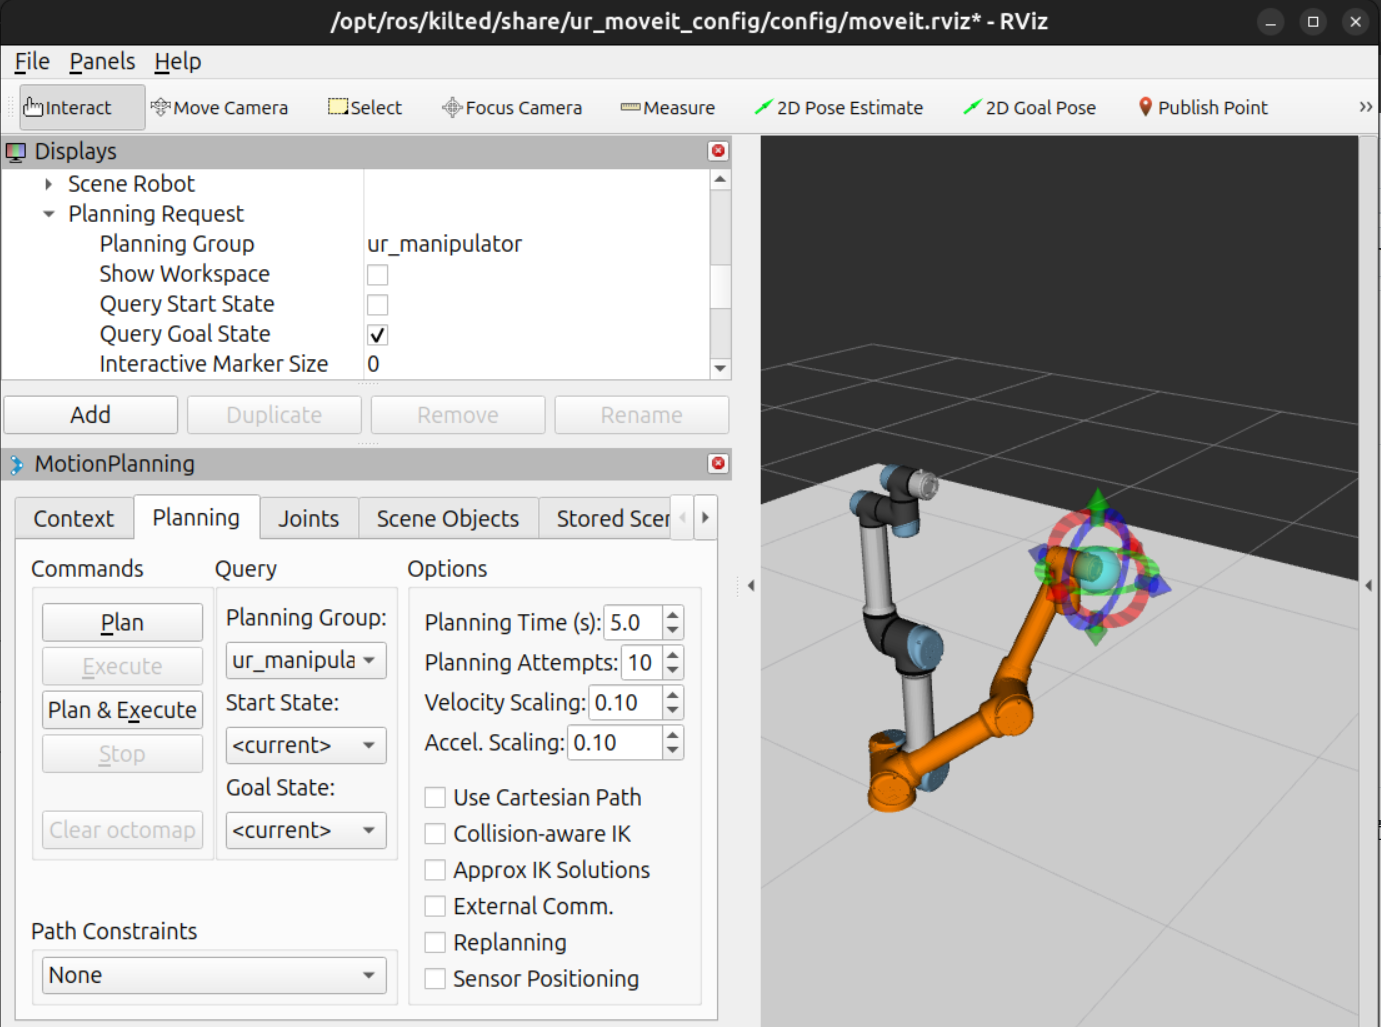 /opt/ros/kilted/share/ur_moveit_config/config/moveit.rviz* - RViz
File Panels Help
Interact Move Camera Select Focus Camera Measure 2D Pose Estimate 2D Goal Pose Publish Point »
Displays
Scene Robot
Planning Request
Planning Group ur_manipulator
Show Workspace
Query Start State
Query Goal State
Interactive Marker Size 0
Add Duplicate Remove Rename
MotionPlanning
Context Planning Joints Scene Objects Stored Scer
Commands Query Options
Plan
Execute
Plan & Execute
Stop
Clear octomap
Planning Group:
ur_manipula
Start State:
<current>
Goal State:
<current>
Planning Time (s): 5.0
Planning Attempts: 10
Velocity Scaling: 0.10
Accel. Scaling: 0.10
Use Cartesian Path
Collision-aware IK
Approx IK Solutions
External Comm.
Replanning
Sensor Positioning
Path Constraints
None